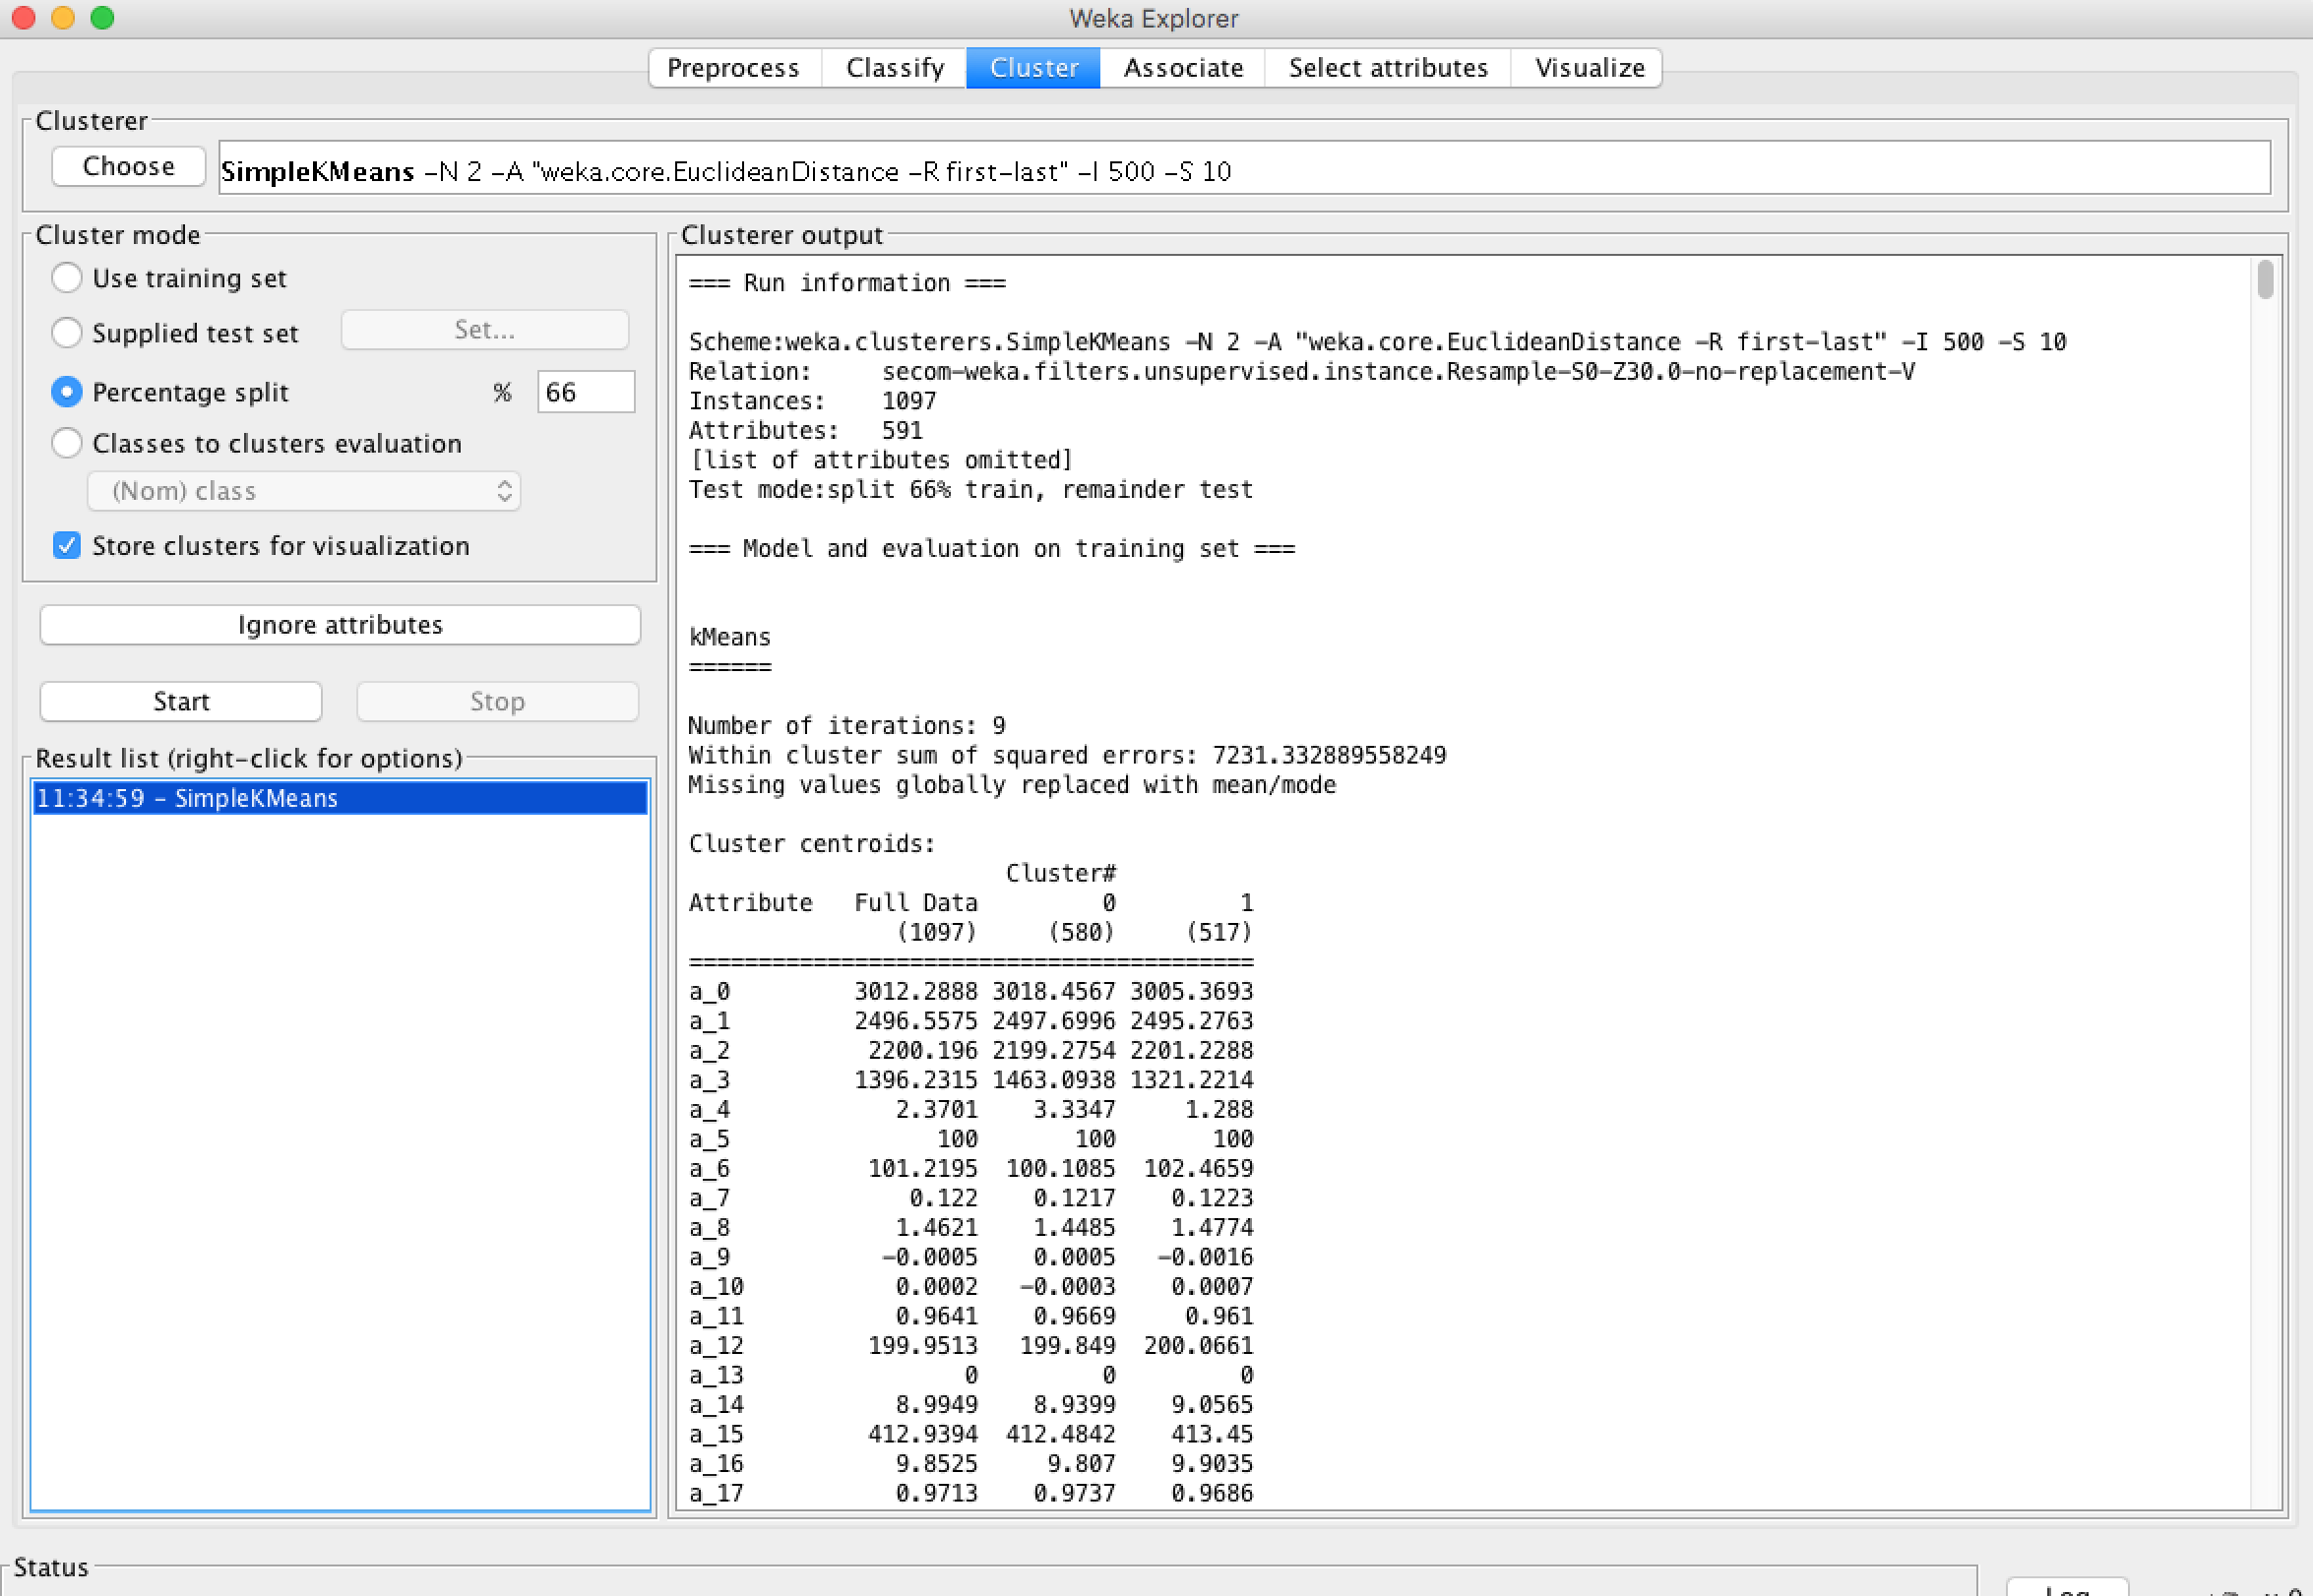 Weka Explorer
Preprocess Classify Cluster Associate Select attributes Visualize
Clusterer
Choose SimpleKMeans -N 2 -A "weka.core.EuclideanDistance -R first-last" -I 500 -S 10
Cluster mode
Use training set
Supplied test set Set...
Percentage split % 66
Classes to clusters evaluation
(Nom) class
Store clusters for visualization
Ignore attributes
Start Stop
Result list (right-click for options)
11:34:59 - SimpleKMeans
Clusterer output
=== Run information ===
Scheme:weka.clusterers.SimpleKMeans -N 2 -A "weka.core.EuclideanDistance -R first-last" -I 500 -S 10
Relation: secom-weka.filters.unsupervised.instance.Resample-S0-Z30.0-no-replacement-V
Instances: 1097
Attributes: 591
[list of attributes omitted]
Test mode:split 66% train, remainder test
=== Model and evaluation on training set ===
kMeans
======
Number of iterations: 9
Within cluster sum of squared errors: 7231.332889558249
Missing values globally replaced with mean/mode
Cluster centroids:
Cluster#
Attribute Full Data 0 1
(1097) (580) (517)
=========================================
a_0 3012.2888 3018.4567 3005.3693
a_1 2496.5575 2497.6996 2495.2763
a_2 2200.196 2199.2754 2201.2288
a_3 1396.2315 1463.0938 1321.2214
a_4 2.3701 3.3347 1.288
a_5 100 100 100
a_6 101.2195 100.1085 102.4659
a_7 0.122 0.1217 0.1223
a_8 1.4621 1.4485 1.4774
a_9 -0.0005 0.0005 -0.0016
a_10 0.0002 -0.0003 0.0007
a_11 0.9641 0.9669 0.961
a_12 199.9513 199.849 200.0661
a_13 0 0 0
a_14 8.9949 8.9399 9.0565
a_15 412.9394 412.4842 413.45
a_16 9.8525 9.807 9.9035
a_17 0.9713 0.9737 0.9686
Status